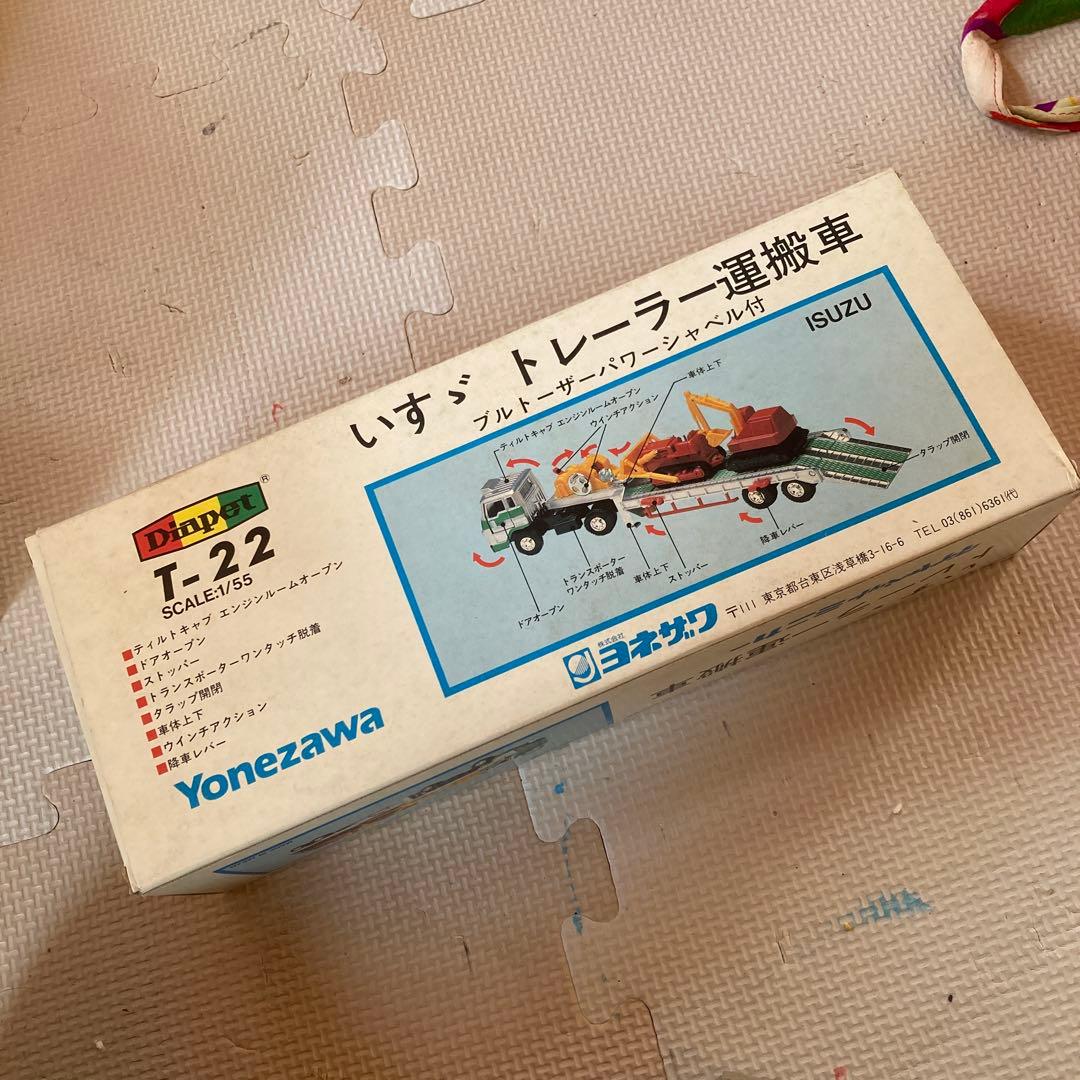 いすゞ トレーラー運搬車
ブルトーザーパワーシャベル付
ISUZU
ティルトキャブ エンジンルームオープン
ウインチアクション
車体上下
タラップ開閉
降車レバー
ストッパー
車体上下
トランスポーター
ワンタッチ脱着
ドアオープン
Diapet®
T-22
SCALE:1/55
■ティルトキャブ エンジンルームオープン
■ドアオープン
■ストッパー
■トランスポーターワンタッチ脱着
■タラップ開閉
■車体上下
■ウインチアクション
■降車レバー
Yonezawa
株式会社
ヨネザワ
〒111 東京都台東区浅草橋3-16-6 TEL.03(861)6361(代)